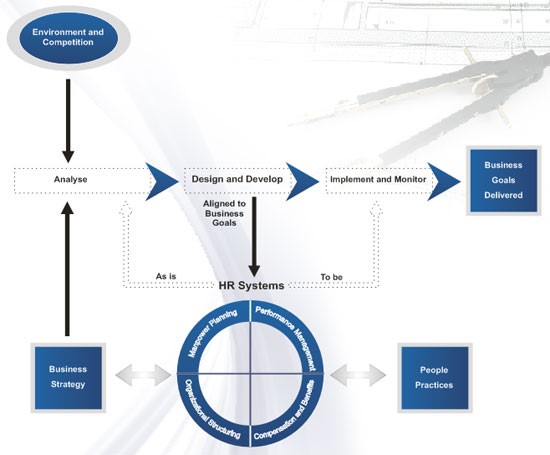 Environment and
Competition
Analyse
Design and Develop
Implement and Monitor
Business
Goals
Delivered
Aligned to
Business
Goals
As is
To be
HR Systems
Manpower Planning
Performance Management
Organizational Structuring
Compensation and Benefits
Business
Strategy
People
Practices